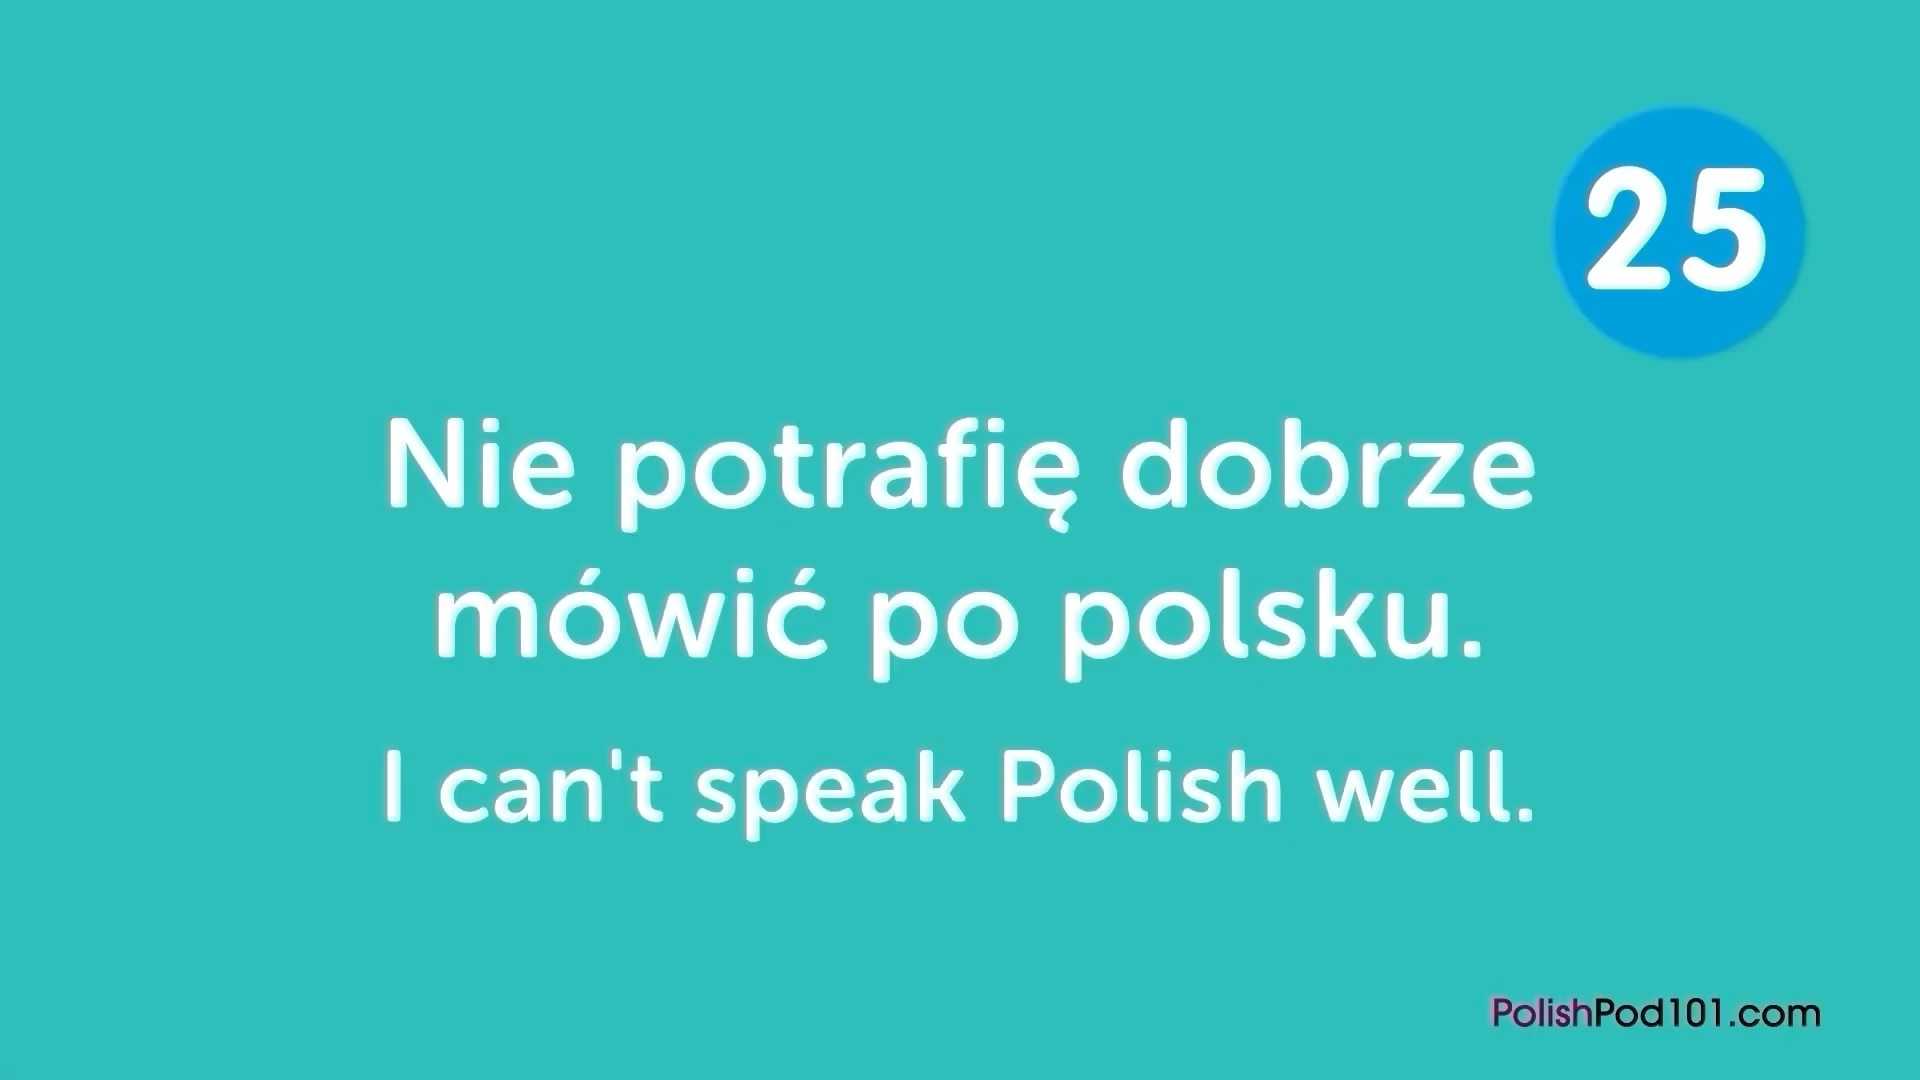 25
Nie potrafię dobrze
mówić po polsku.
I can't speak Polish well.
PolishPod101.com